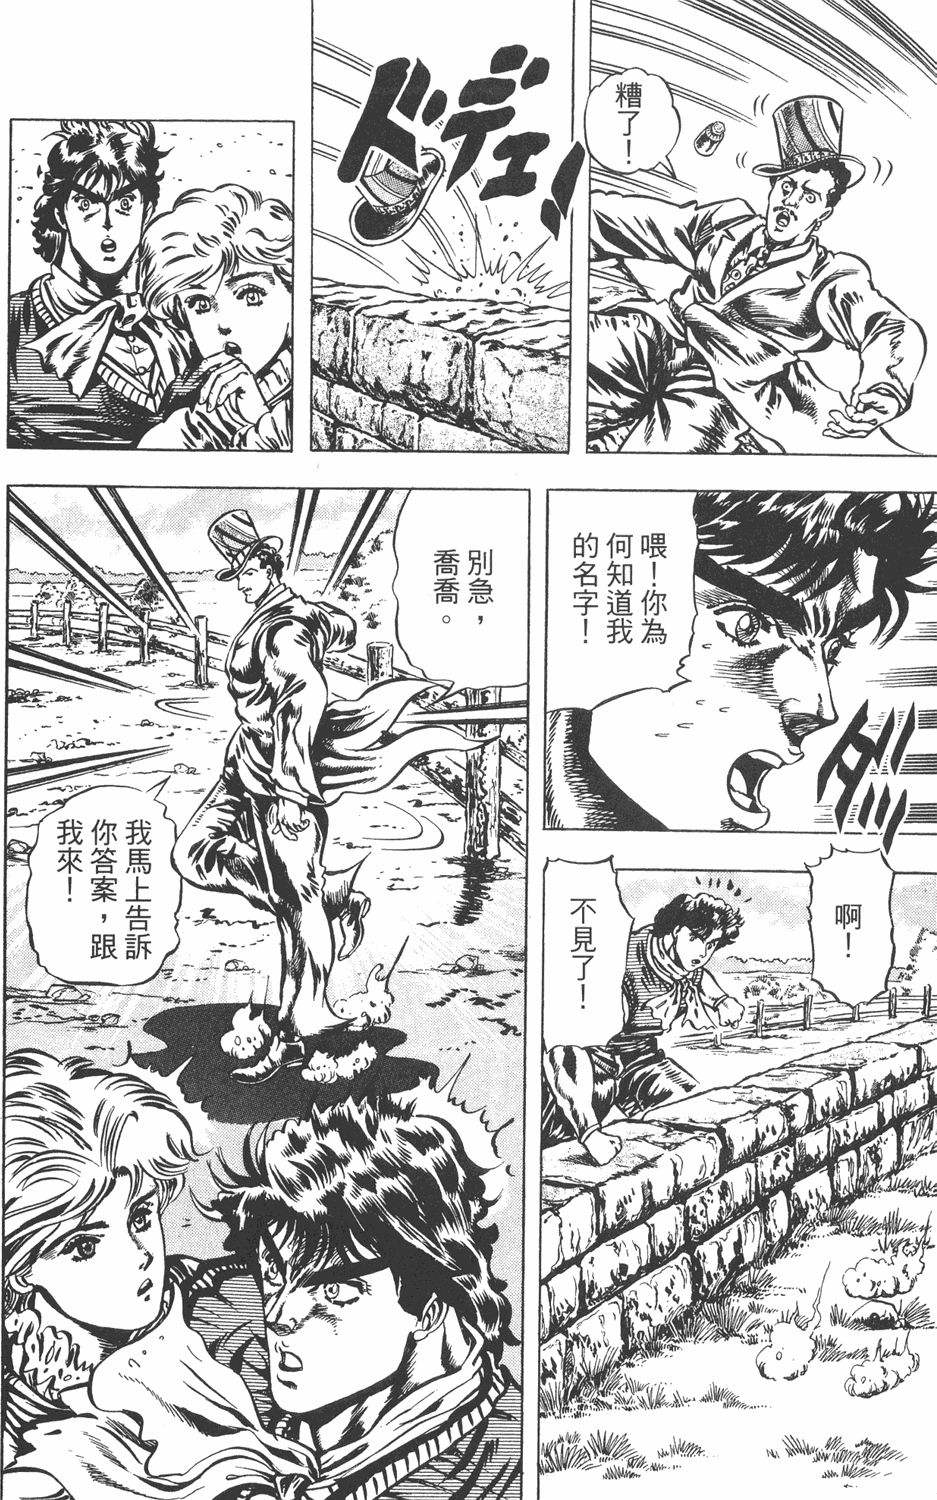 糟了！
ドデェン
喂！你為
何知道我
的名字！
ダッ
啊！
不見了！
別急，
喬喬。
我馬上告訴
你答案，跟
我來！